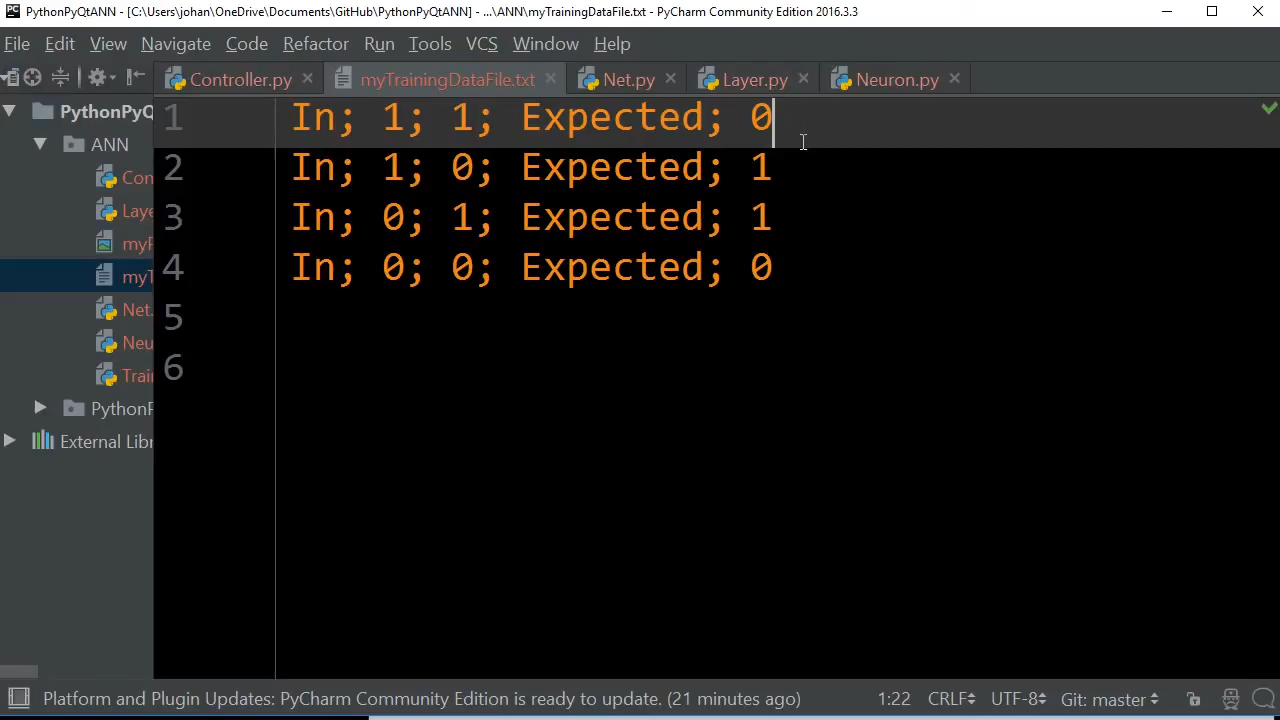 PythonPyQtANN - [C:\Users\johan\OneDrive\Documents\GitHub\PythonPyQtANN] - ...\ANN\myTrainingDataFile.txt - PyCharm Community Edition 2016.3.3
File Edit View Navigate Code Refactor Run Tools VCS Window Help
Controller.py myTrainingDataFile.txt Net.py Layer.py Neuron.py
PythonPyQ
ANN
Con
Laye
myP
myT
Net.
Neu
Train
PythonP
External Libr
1 In; 1; 1; Expected; 0
2 In; 1; 0; Expected; 1
3 In; 0; 1; Expected; 1
4 In; 0; 0; Expected; 0
5
6
Platform and Plugin Updates: PyCharm Community Edition is ready to update. (21 minutes ago) 1:22 CRLF UTF-8 Git: master